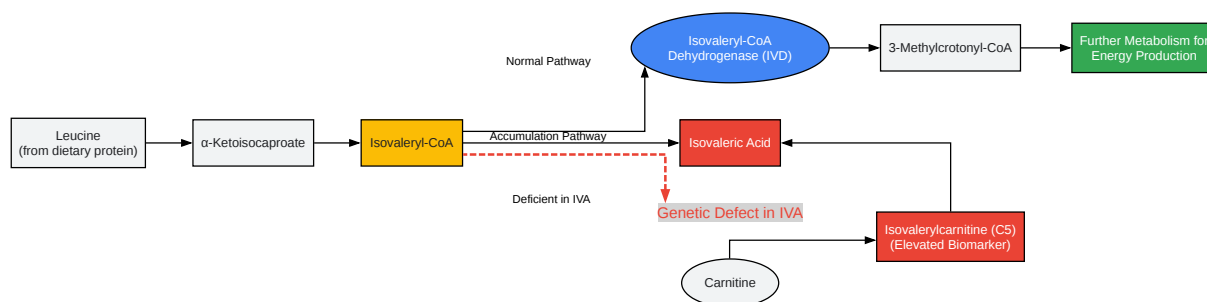 Isovaleryl-CoA
Dehydrogenase (IVD)
3-Methylcrotonyl-CoA
Further Metabolism for
Energy Production
Normal Pathway
Leucine
(from dietary protein)
α-Ketoisocaproate
Isovaleryl-CoA
Accumulation Pathway
Isovaleric Acid
Deficient in IVA
Genetic Defect in IVA
Isovalerylcarnitine (C5)
(Elevated Biomarker)
Carnitine